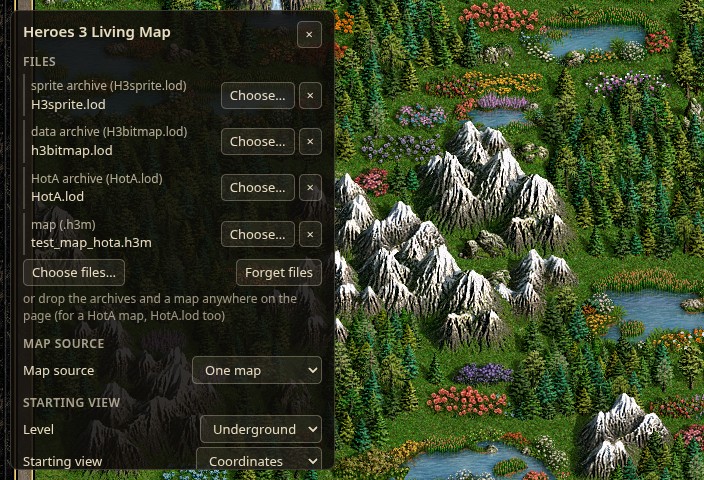 Heroes 3 Living Map
×
FILES
sprite archive (H3sprite.lod)
H3sprite.lod
Choose...
×
data archive (H3bitmap.lod)
h3bitmap.lod
Choose...
×
HotA archive (HotA.lod)
HotA.lod
Choose...
×
map (.h3m)
test_map_hota.h3m
Choose...
×
Choose files...
Forget files
or drop the archives and a map anywhere on the
page (for a HotA map, HotA.lod too)
MAP SOURCE
Map source
One map
STARTING VIEW
Level
Underground
Starting view
Coordinates